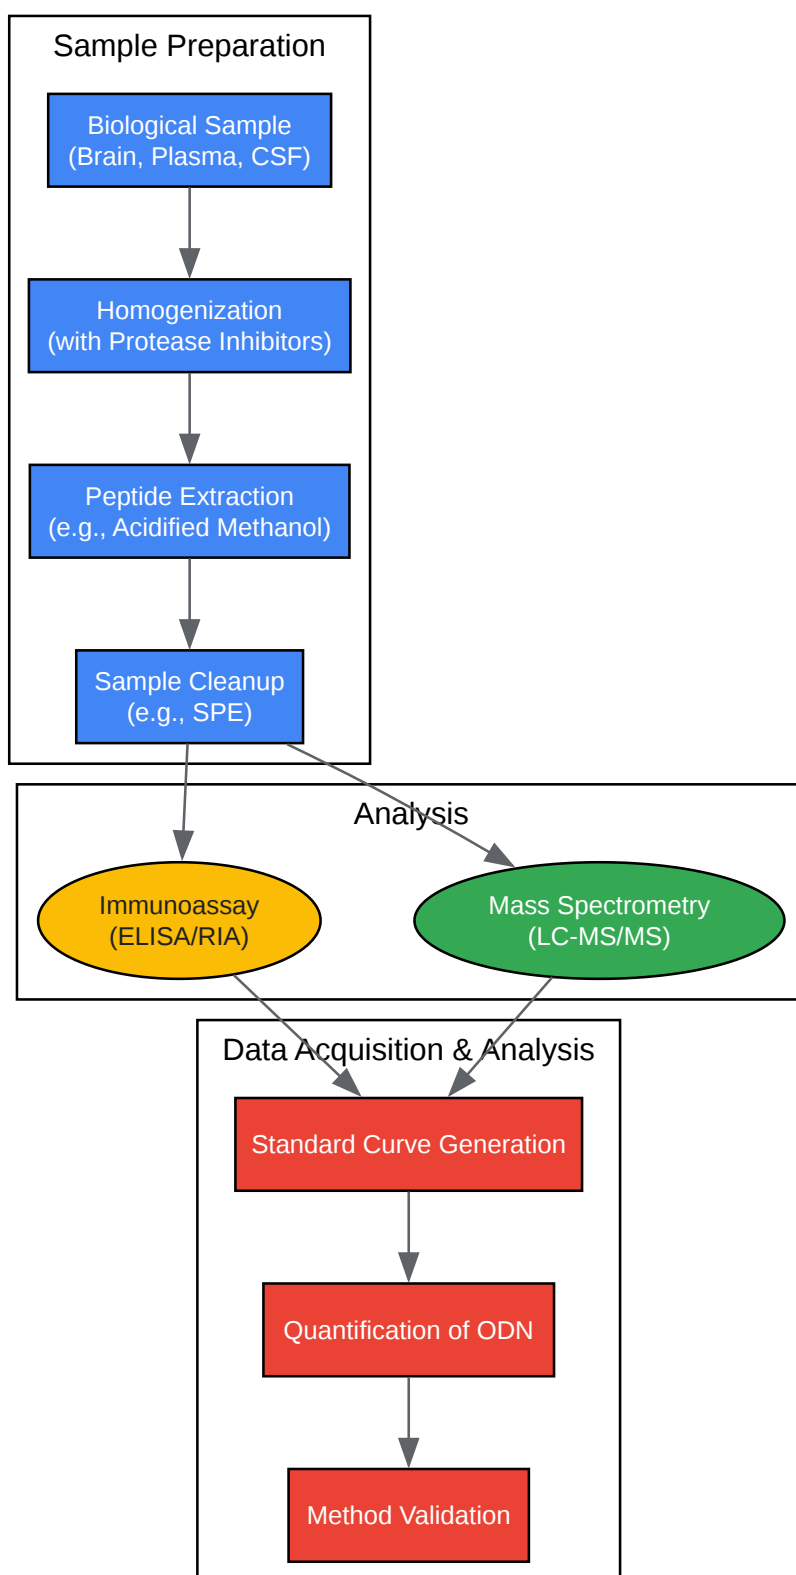 Sample Preparation
Biological Sample
(Brain, Plasma, CSF)
Homogenization
(with Protease Inhibitors)
Peptide Extraction
(e.g., Acidified Methanol)
Sample Cleanup
(e.g., SPE)
Analysis
Immunoassay
(ELISA/RIA)
Mass Spectrometry
(LC-MS/MS)
Data Acquisition & Analysis
Standard Curve Generation
Quantification of ODN
Method Validation